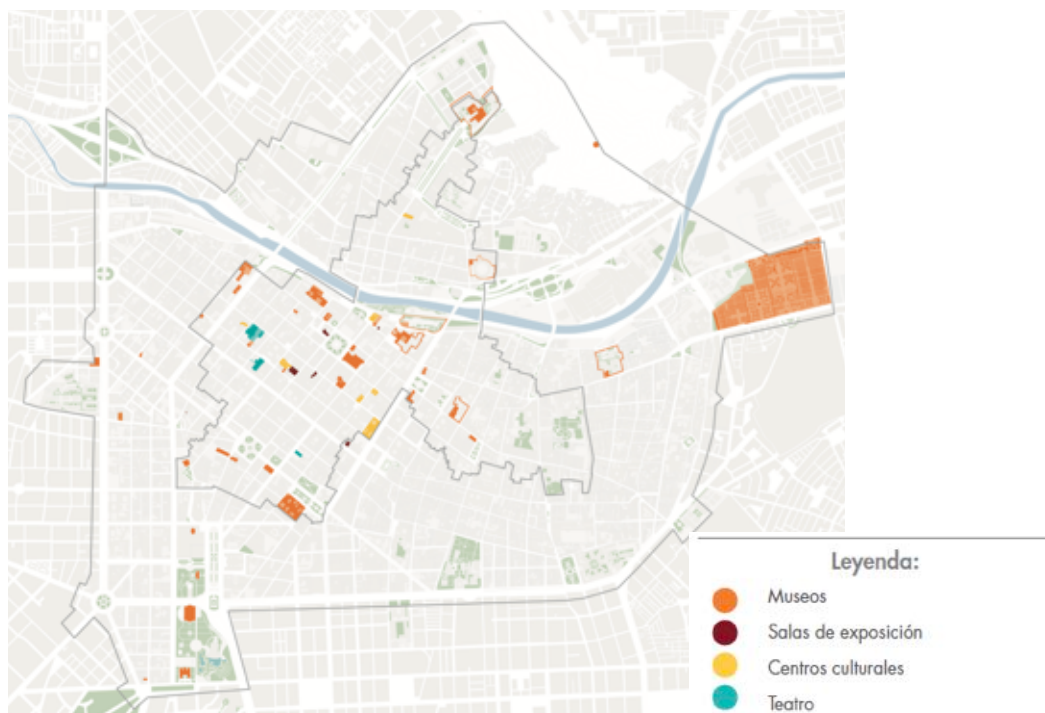 Leyenda:
Museos
Salas de exposición
Centros culturales
Teatro